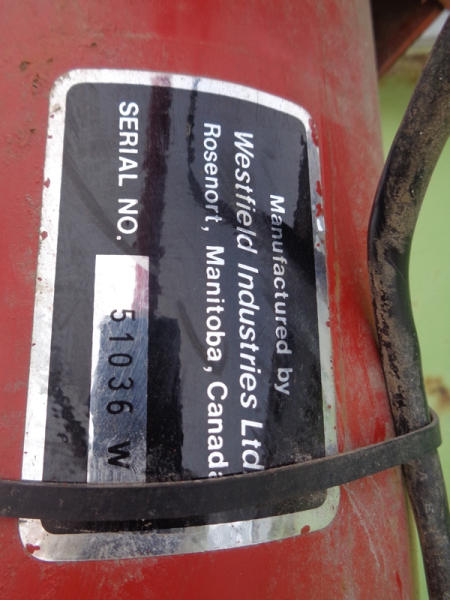 Manufactured by
Westfield Industries Ltd
Rosenort, Manitoba, Canada
SERIAL NO. 51036 W